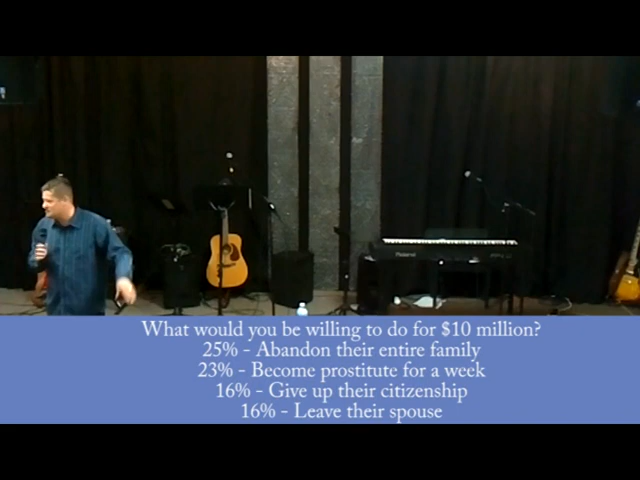 Roland
What would you be willing to do for $10 million?
25% - Abandon their entire family
23% - Become prostitute for a week
16% - Give up their citizenship
16% - Leave their spouse